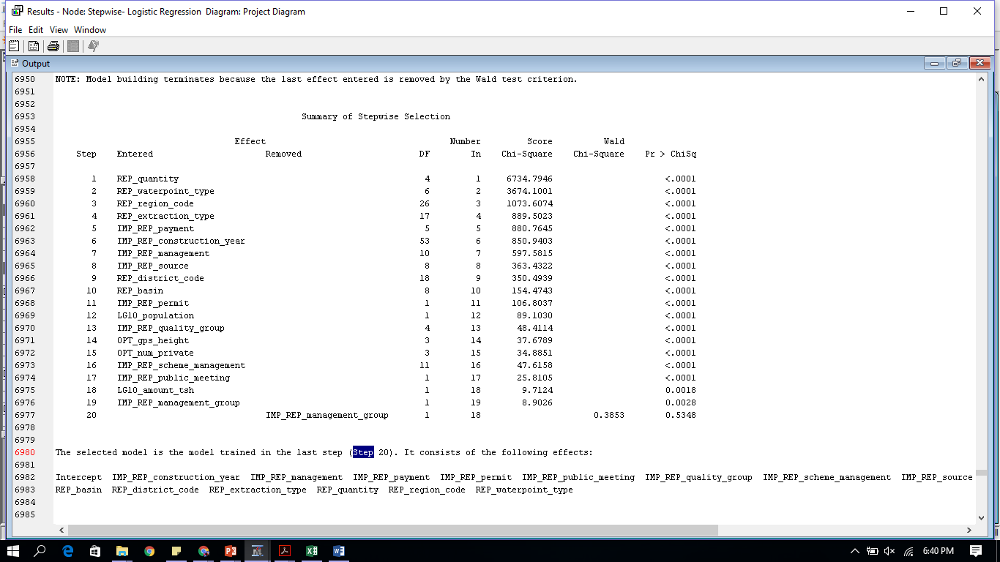 Results - Node: Stepwise- Logistic Regression  Diagram: Project Diagram
File  Edit  View  Window
Output
6950 NOTE: Model building terminates because the last effect entered is removed by the Wald test criterion.
6951
6952
6953 Summary of Stepwise Selection
6954
6955 Effect Number Score Wald
6956 Step Entered Removed DF In Chi-Square Chi-Square Pr > ChiSq
6957
6958 1 REP_quantity 4 1 6734.7946 <.0001
6959 2 REP_waterpoint_type 6 2 3674.1001 <.0001
6960 3 REP_region_code 26 3 1073.6074 <.0001
6961 4 REP_extraction_type 17 4 889.5023 <.0001
6962 5 IMP_REP_payment 5 5 880.7645 <.0001
6963 6 IMP_REP_construction_year 53 6 850.9403 <.0001
6964 7 IMP_REP_management 10 7 597.5815 <.0001
6965 8 IMP_REP_source 8 8 363.4322 <.0001
6966 9 REP_district_code 18 9 350.4939 <.0001
6967 10 REP_basin 8 10 154.4743 <.0001
6968 11 IMP_REP_permit 1 11 106.8037 <.0001
6969 12 LG10_population 1 12 89.1030 <.0001
6970 13 IMP_REP_quality_group 4 13 48.4114 <.0001
6971 14 OPT_gps_height 3 14 37.6789 <.0001
6972 15 OPT_num_private 3 15 34.8851 <.0001
6973 16 IMP_REP_scheme_management 11 16 47.6158 <.0001
6974 17 IMP_REP_public_meeting 1 17 25.8105 <.0001
6975 18 LG10_amount_tsh 1 18 9.7124 0.0018
6976 19 IMP_REP_management_group 1 19 8.9026 0.0028
6977 20 IMP_REP_management_group 1 18 0.3853 0.5348
6978
6979
6980 The selected model is the model trained in the last step (Step 20). It consists of the following effects:
6981
6982 Intercept IMP_REP_construction_year IMP_REP_management IMP_REP_payment IMP_REP_permit IMP_REP_public_meeting IMP_REP_quality_group IMP_REP_scheme_management IMP_REP_source
6983 REP_basin REP_district_code REP_extraction_type REP_quantity REP_region_code REP_waterpoint_type
6984
6985
6:40 PM